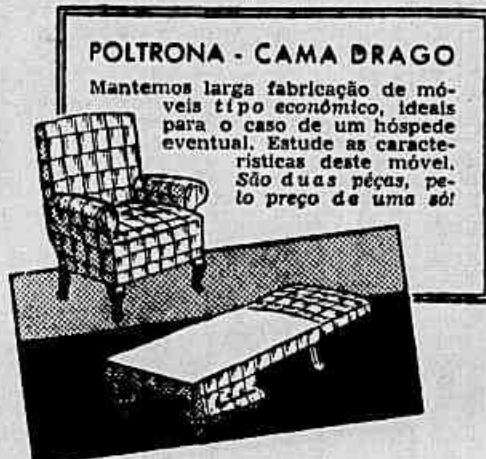 POLTRONA - CAMA DRAGO
Mantemos larga fabricação de mó-
veis tipo econômico, ideais
para o caso de um hóspede
eventual. Estude as caracte-
rísticas deste móvel.
São duas péças, pe-
lo preço de uma só!